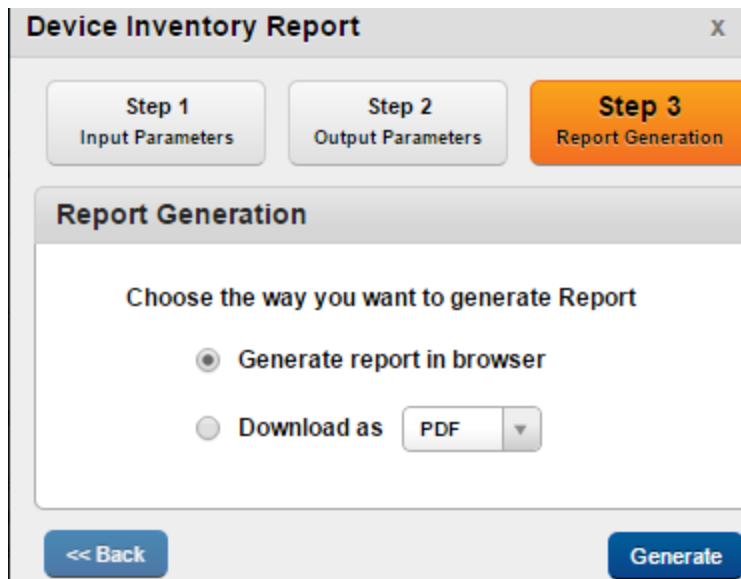 Device Inventory Report
x
Step 1
Input Parameters
Step 2
Output Parameters
Step 3
Report Generation
Report Generation
Choose the way you want to generate Report
Generate report in browser
Download as PDF
<< Back
Generate